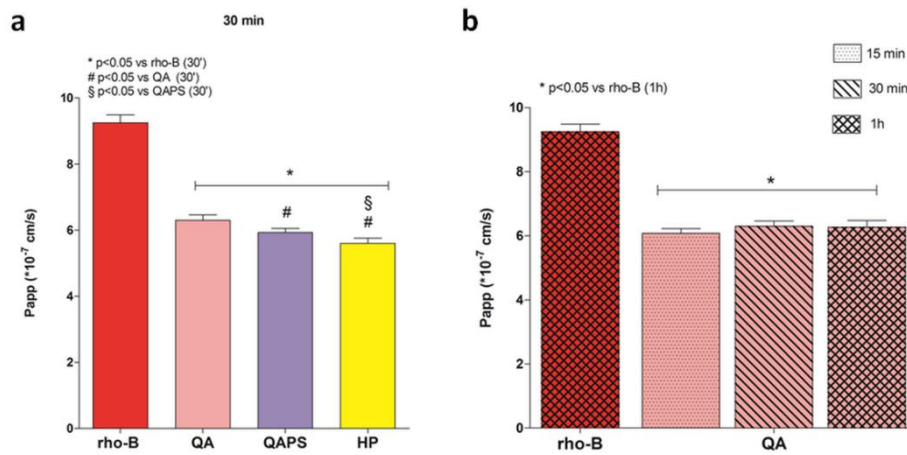 a
30 min
* p<0.05 vs rho-B (30')
# p<0.05 vs QA (30')
§ p<0.05 vs QAPS (30')
10
8
6
4
2
0
Papp (*10⁻⁷ cm/s)
*
#
§
#
rho-B QA QAPS HP
b
15 min
30 min
1h
* p<0.05 vs rho-B (1h)
10
8
6
4
2
0
Papp (*10⁻⁷ cm/s)
*
rho-B QA